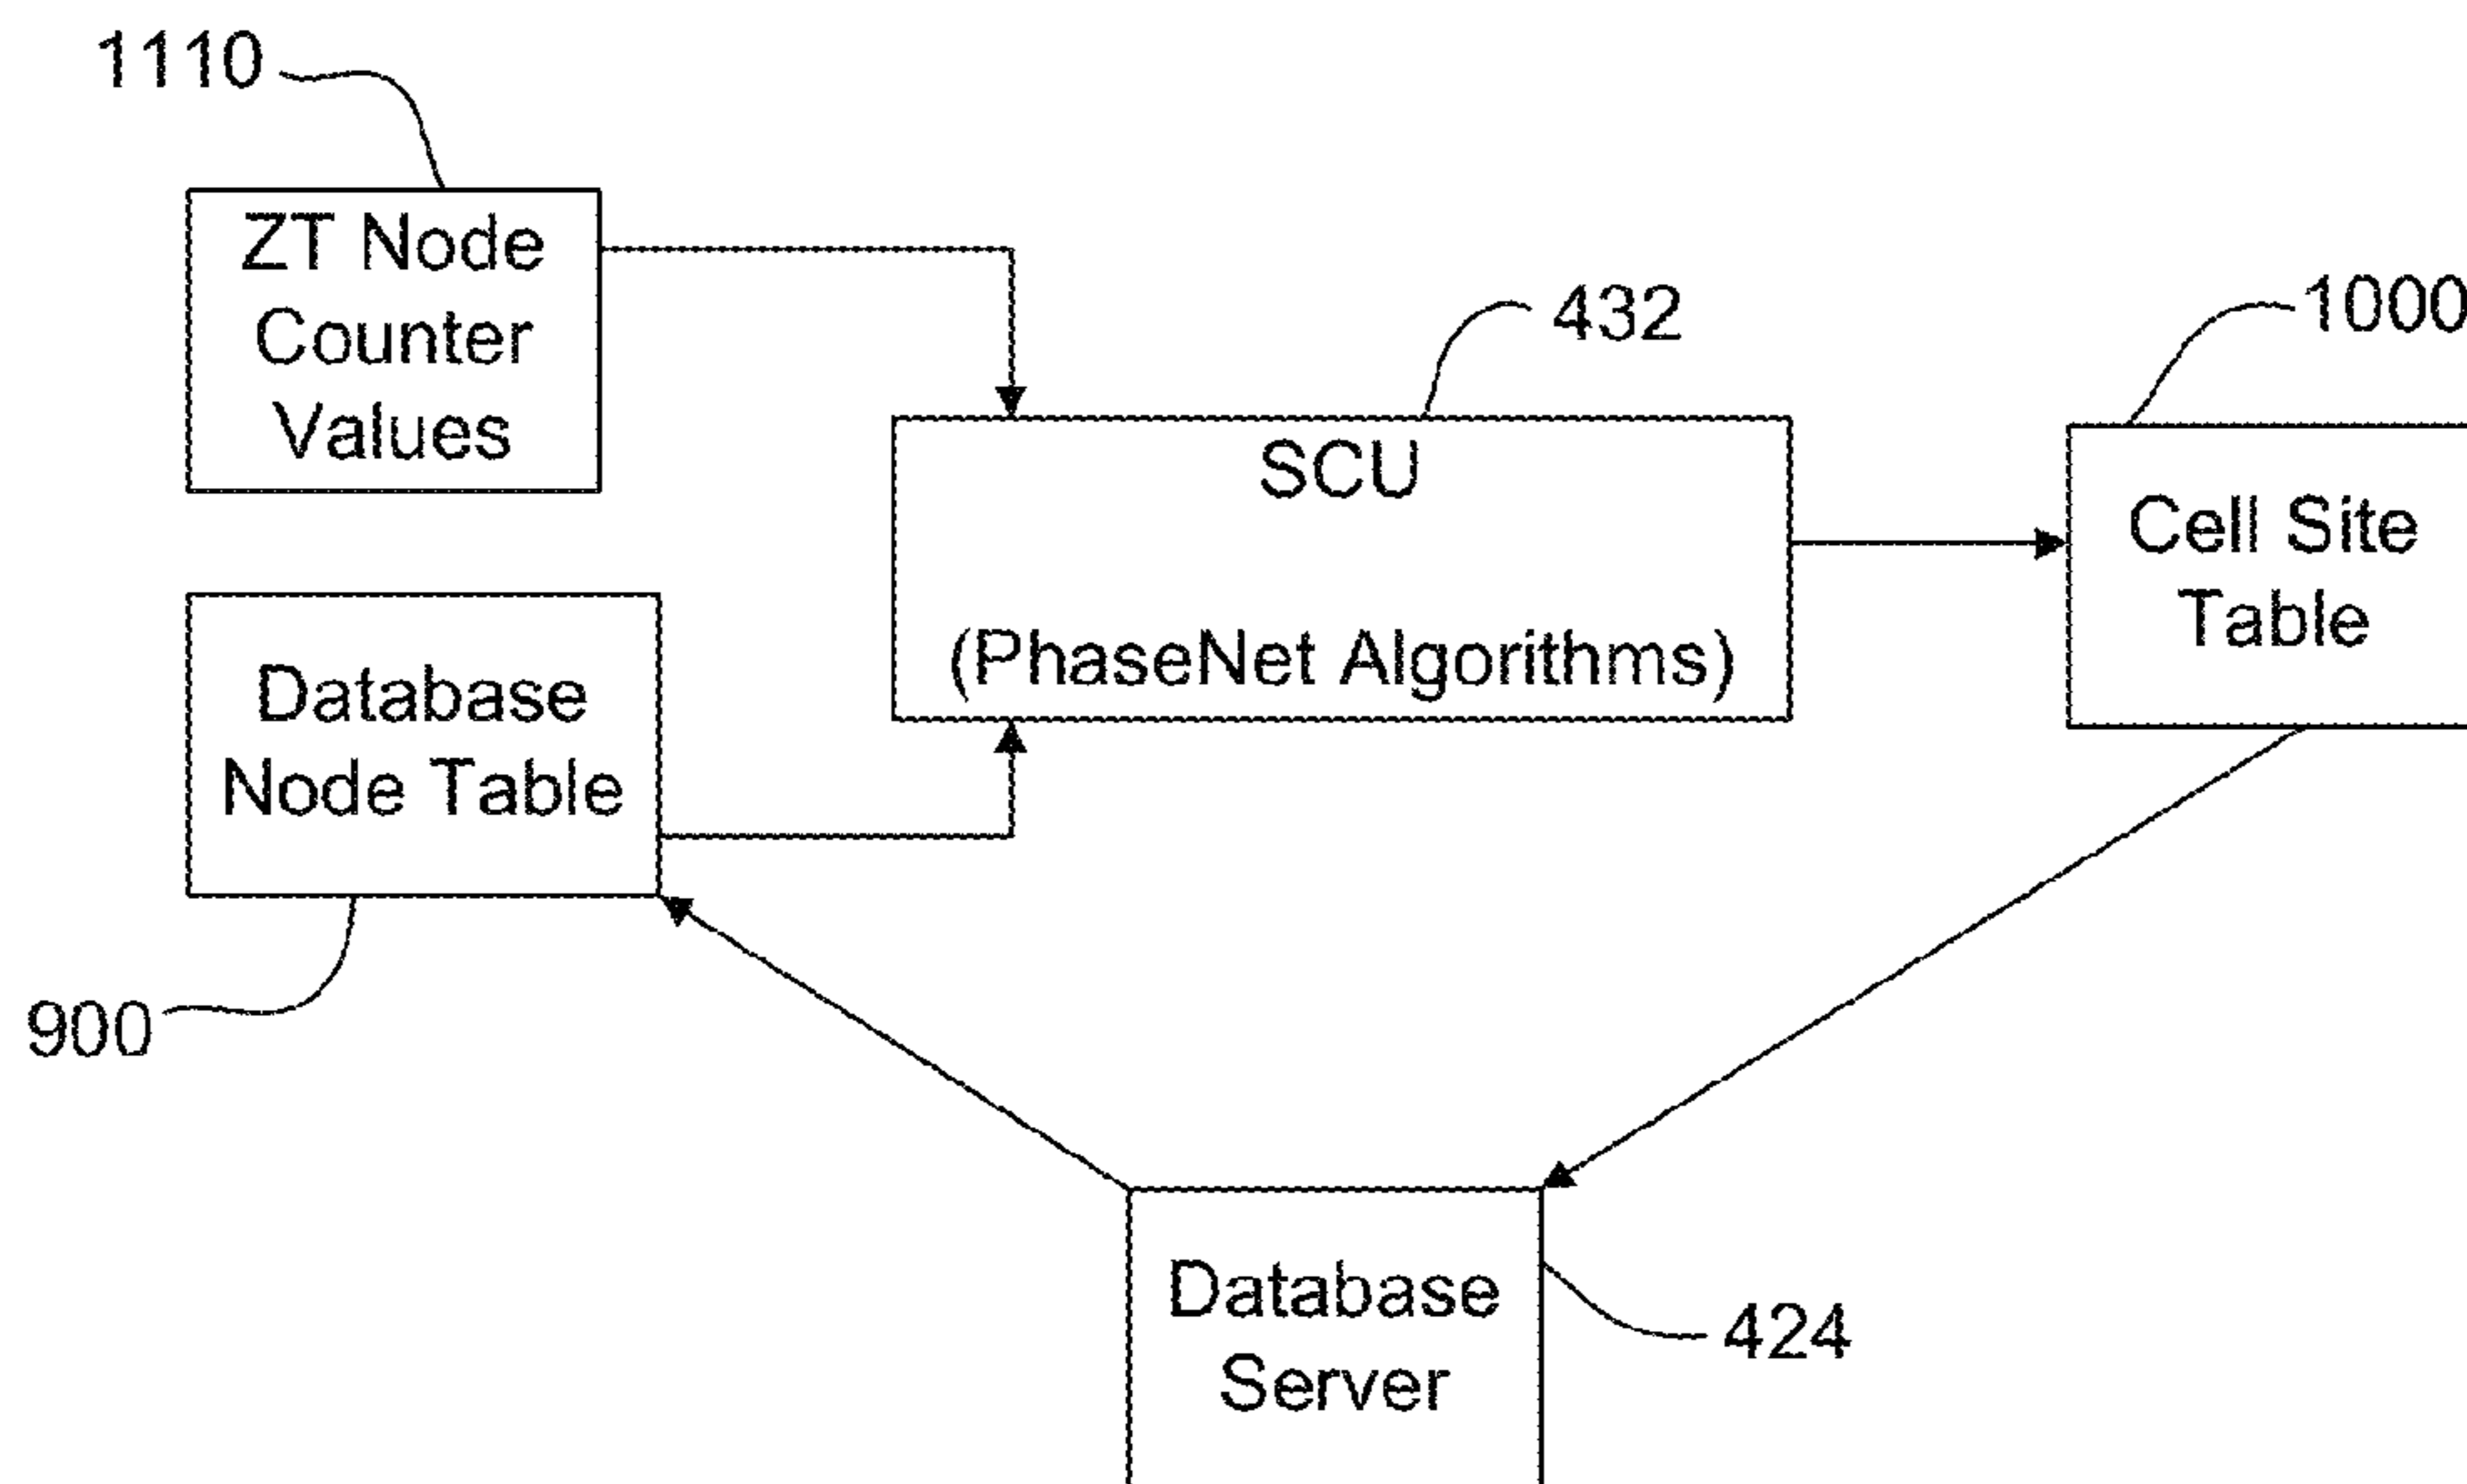 1110
ZT Node
Counter
Values
432
1000
SCU
(PhaseNet Algorithms)
Cell Site
Table
Database
Node Table
900
Database
Server
424